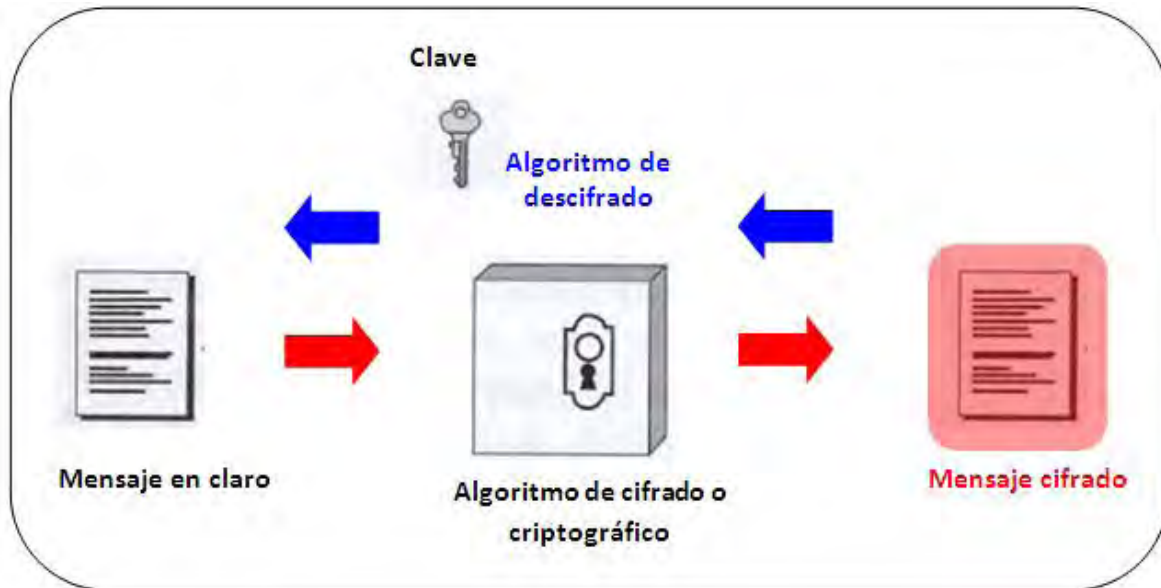 Clave
Algoritmo de
descifrado
Mensaje en claro
Algoritmo de cifrado o
criptográfico
Mensaje cifrado